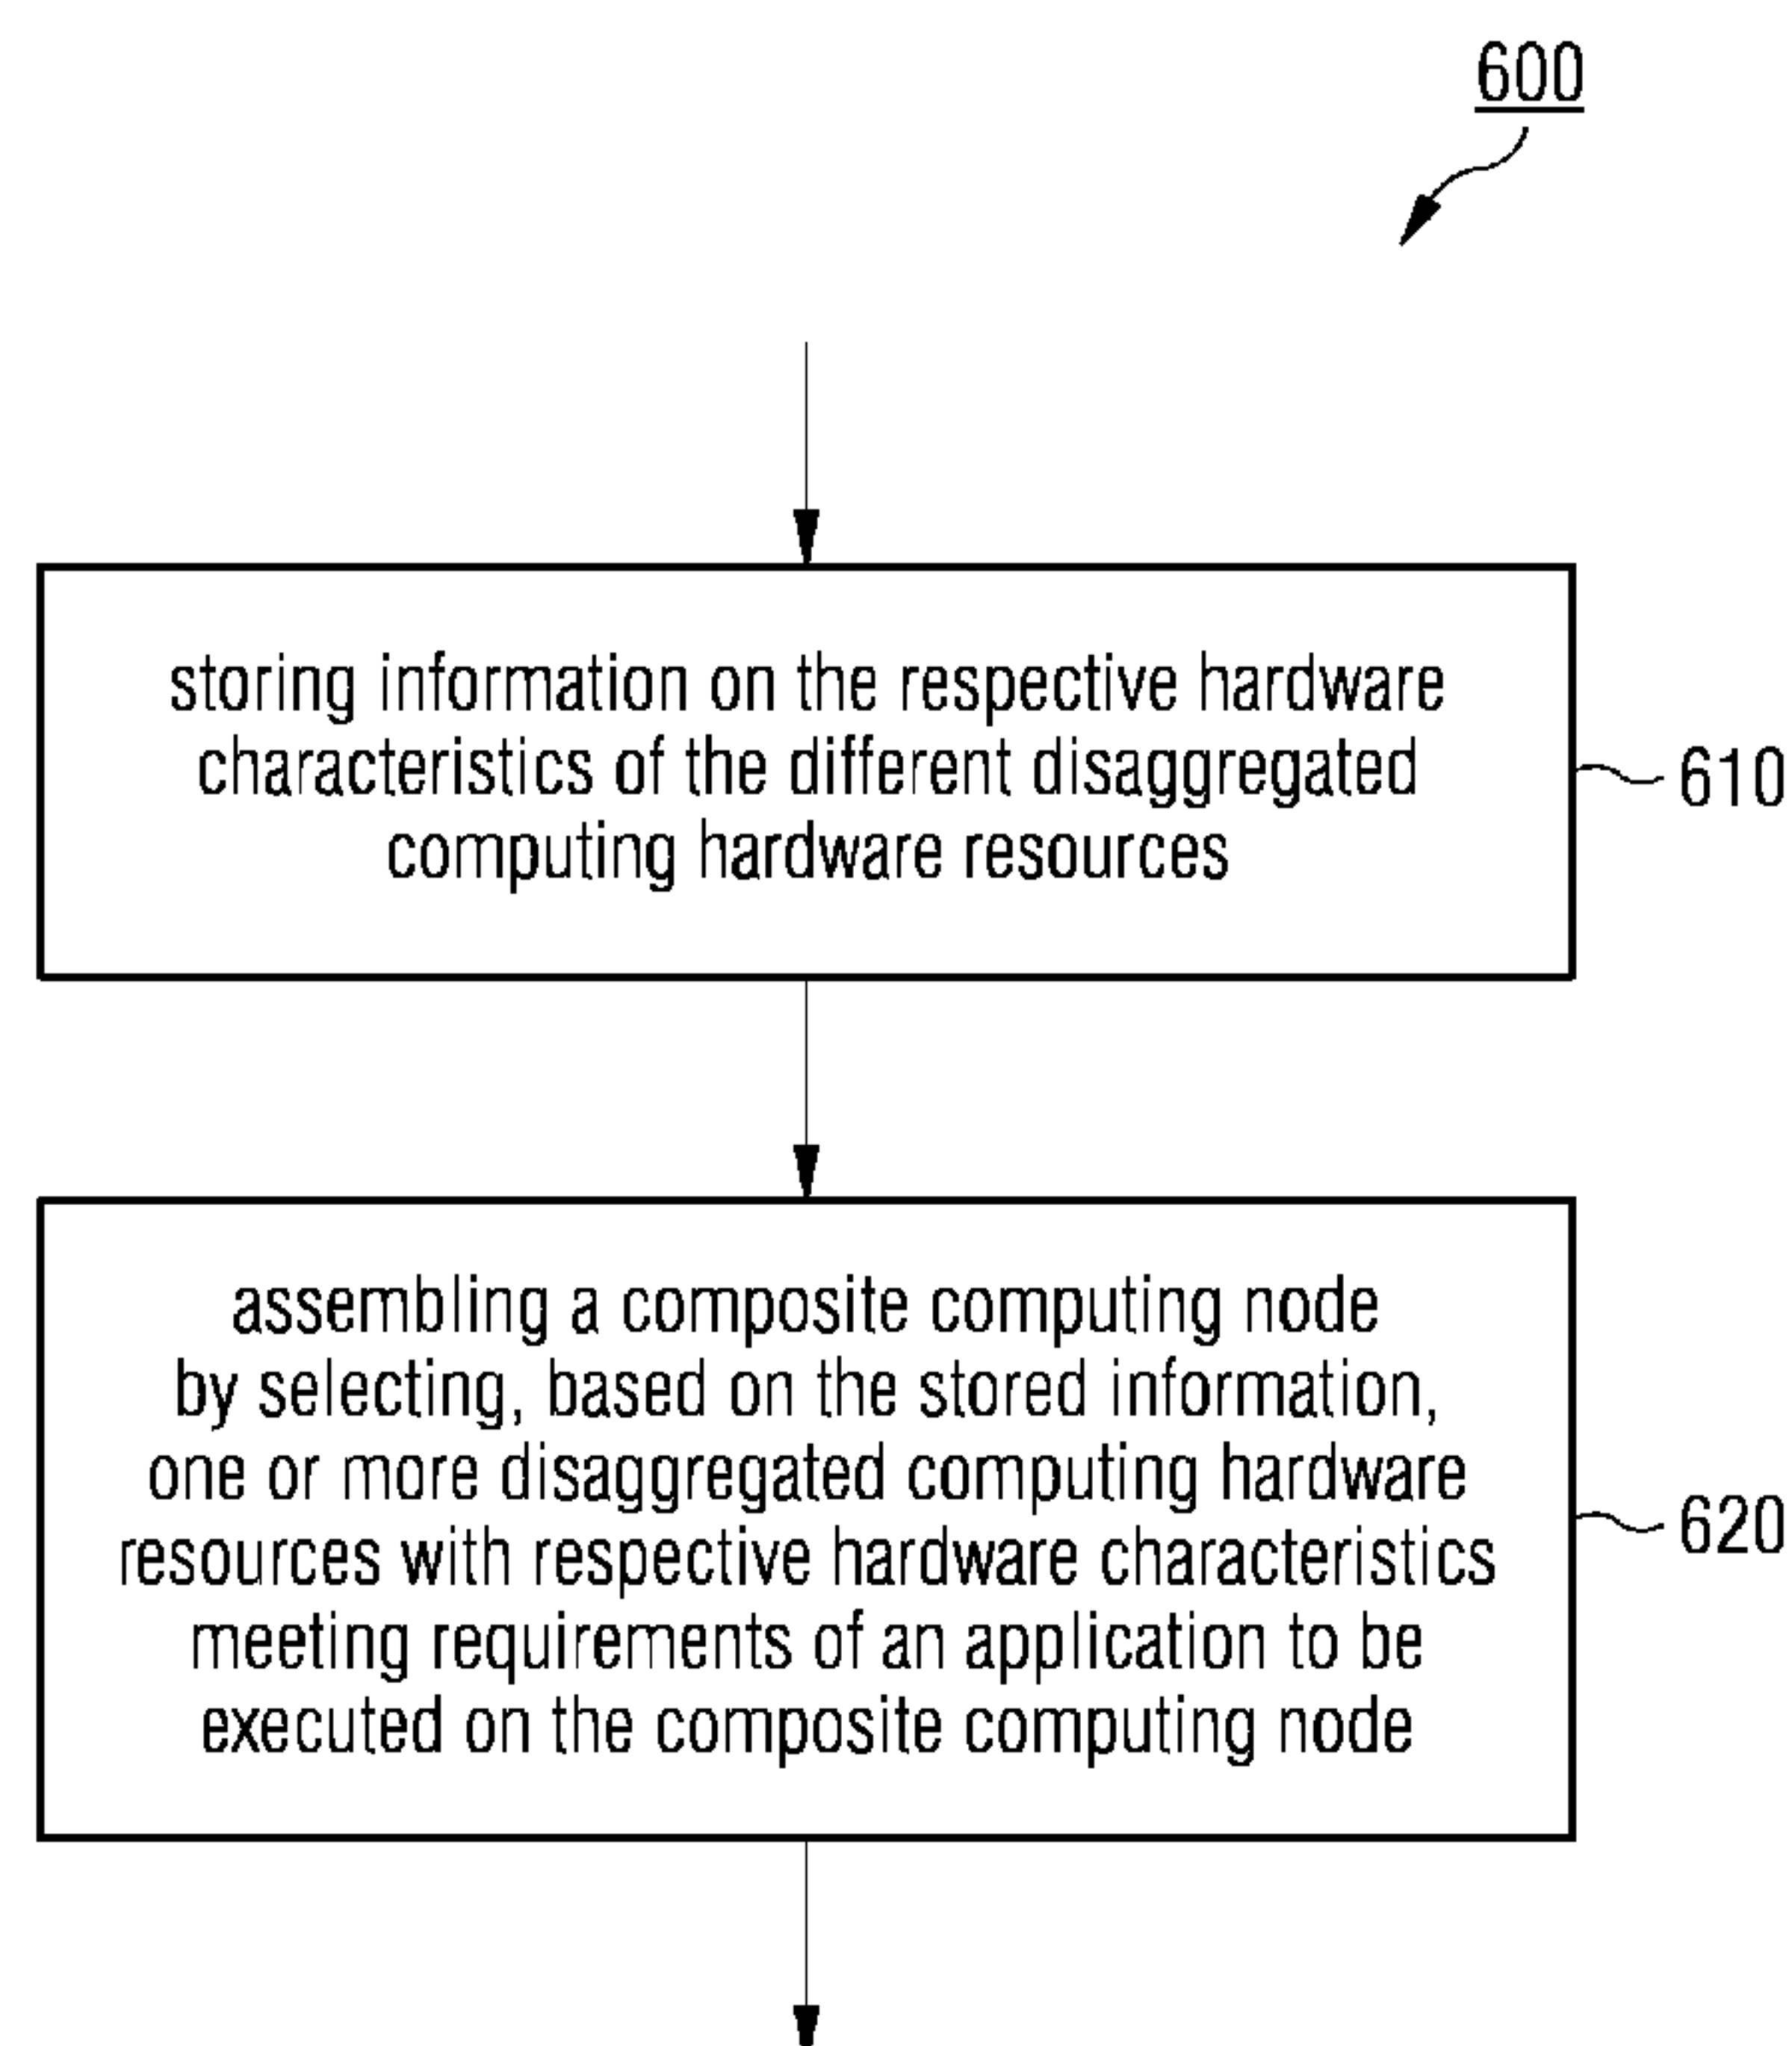 600
storing information on the respective hardware
characteristics of the different disaggregated
computing hardware resources
610
assembling a composite computing node
by selecting, based on the stored information,
one or more disaggregated computing hardware
resources with respective hardware characteristics
meeting requirements of an application to be
executed on the composite computing node
620